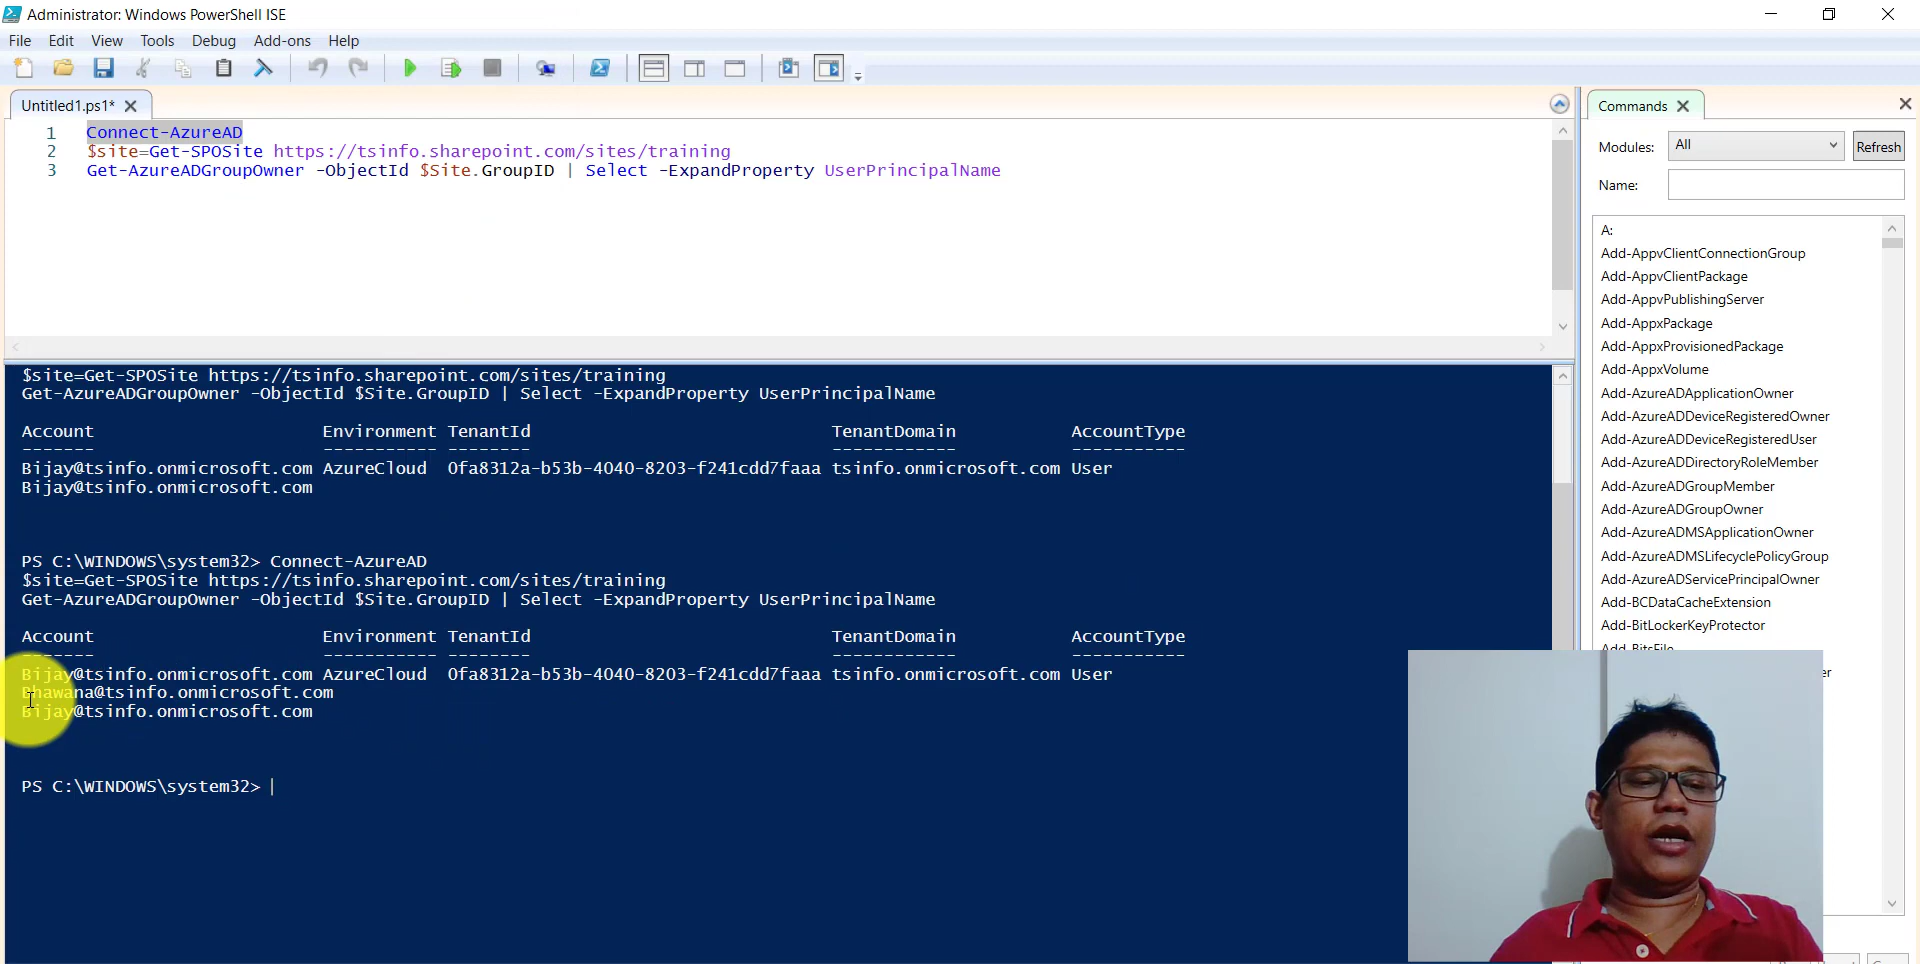 Administrator: Windows PowerShell ISE
File Edit View Tools Debug Add-ons Help
Untitled1.ps1*
1 Connect-AzureAD
2 $site=Get-SPOSite https://tsinfo.sharepoint.com/sites/training
3 Get-AzureADGroupOwner -ObjectId $Site.GroupID | Select -ExpandProperty UserPrincipalName
$site=Get-SPOSite https://tsinfo.sharepoint.com/sites/training
Get-AzureADGroupOwner -ObjectId $Site.GroupID | Select -ExpandProperty UserPrincipalName
Account Environment TenantId TenantDomain AccountType
------- ----------- -------- ------------ -----------
Bijay@tsinfo.onmicrosoft.com AzureCloud 0fa8312a-b53b-4040-8203-f241cdd7faaa tsinfo.onmicrosoft.com User
Bijay@tsinfo.onmicrosoft.com
PS C:\WINDOWS\system32> Connect-AzureAD
$site=Get-SPOSite https://tsinfo.sharepoint.com/sites/training
Get-AzureADGroupOwner -ObjectId $Site.GroupID | Select -ExpandProperty UserPrincipalName
Account Environment TenantId TenantDomain AccountType
------- ----------- -------- ------------ -----------
Bijay@tsinfo.onmicrosoft.com AzureCloud 0fa8312a-b53b-4040-8203-f241cdd7faaa tsinfo.onmicrosoft.com User
Bhawana@tsinfo.onmicrosoft.com
Bijay@tsinfo.onmicrosoft.com
PS C:\WINDOWS\system32>
Commands
Modules: All Refresh
Name:
A:
Add-AppvClientConnectionGroup
Add-AppvClientPackage
Add-AppvPublishingServer
Add-AppxPackage
Add-AppxProvisionedPackage
Add-AppxVolume
Add-AzureADApplicationOwner
Add-AzureADDeviceRegisteredOwner
Add-AzureADDeviceRegisteredUser
Add-AzureADDirectoryRoleMember
Add-AzureADGroupMember
Add-AzureADGroupOwner
Add-AzureADMSApplicationOwner
Add-AzureADMSLifecyclePolicyGroup
Add-AzureADServicePrincipalOwner
Add-BCDataCacheExtension
Add-BitLockerKeyProtector
Add-BitsFile